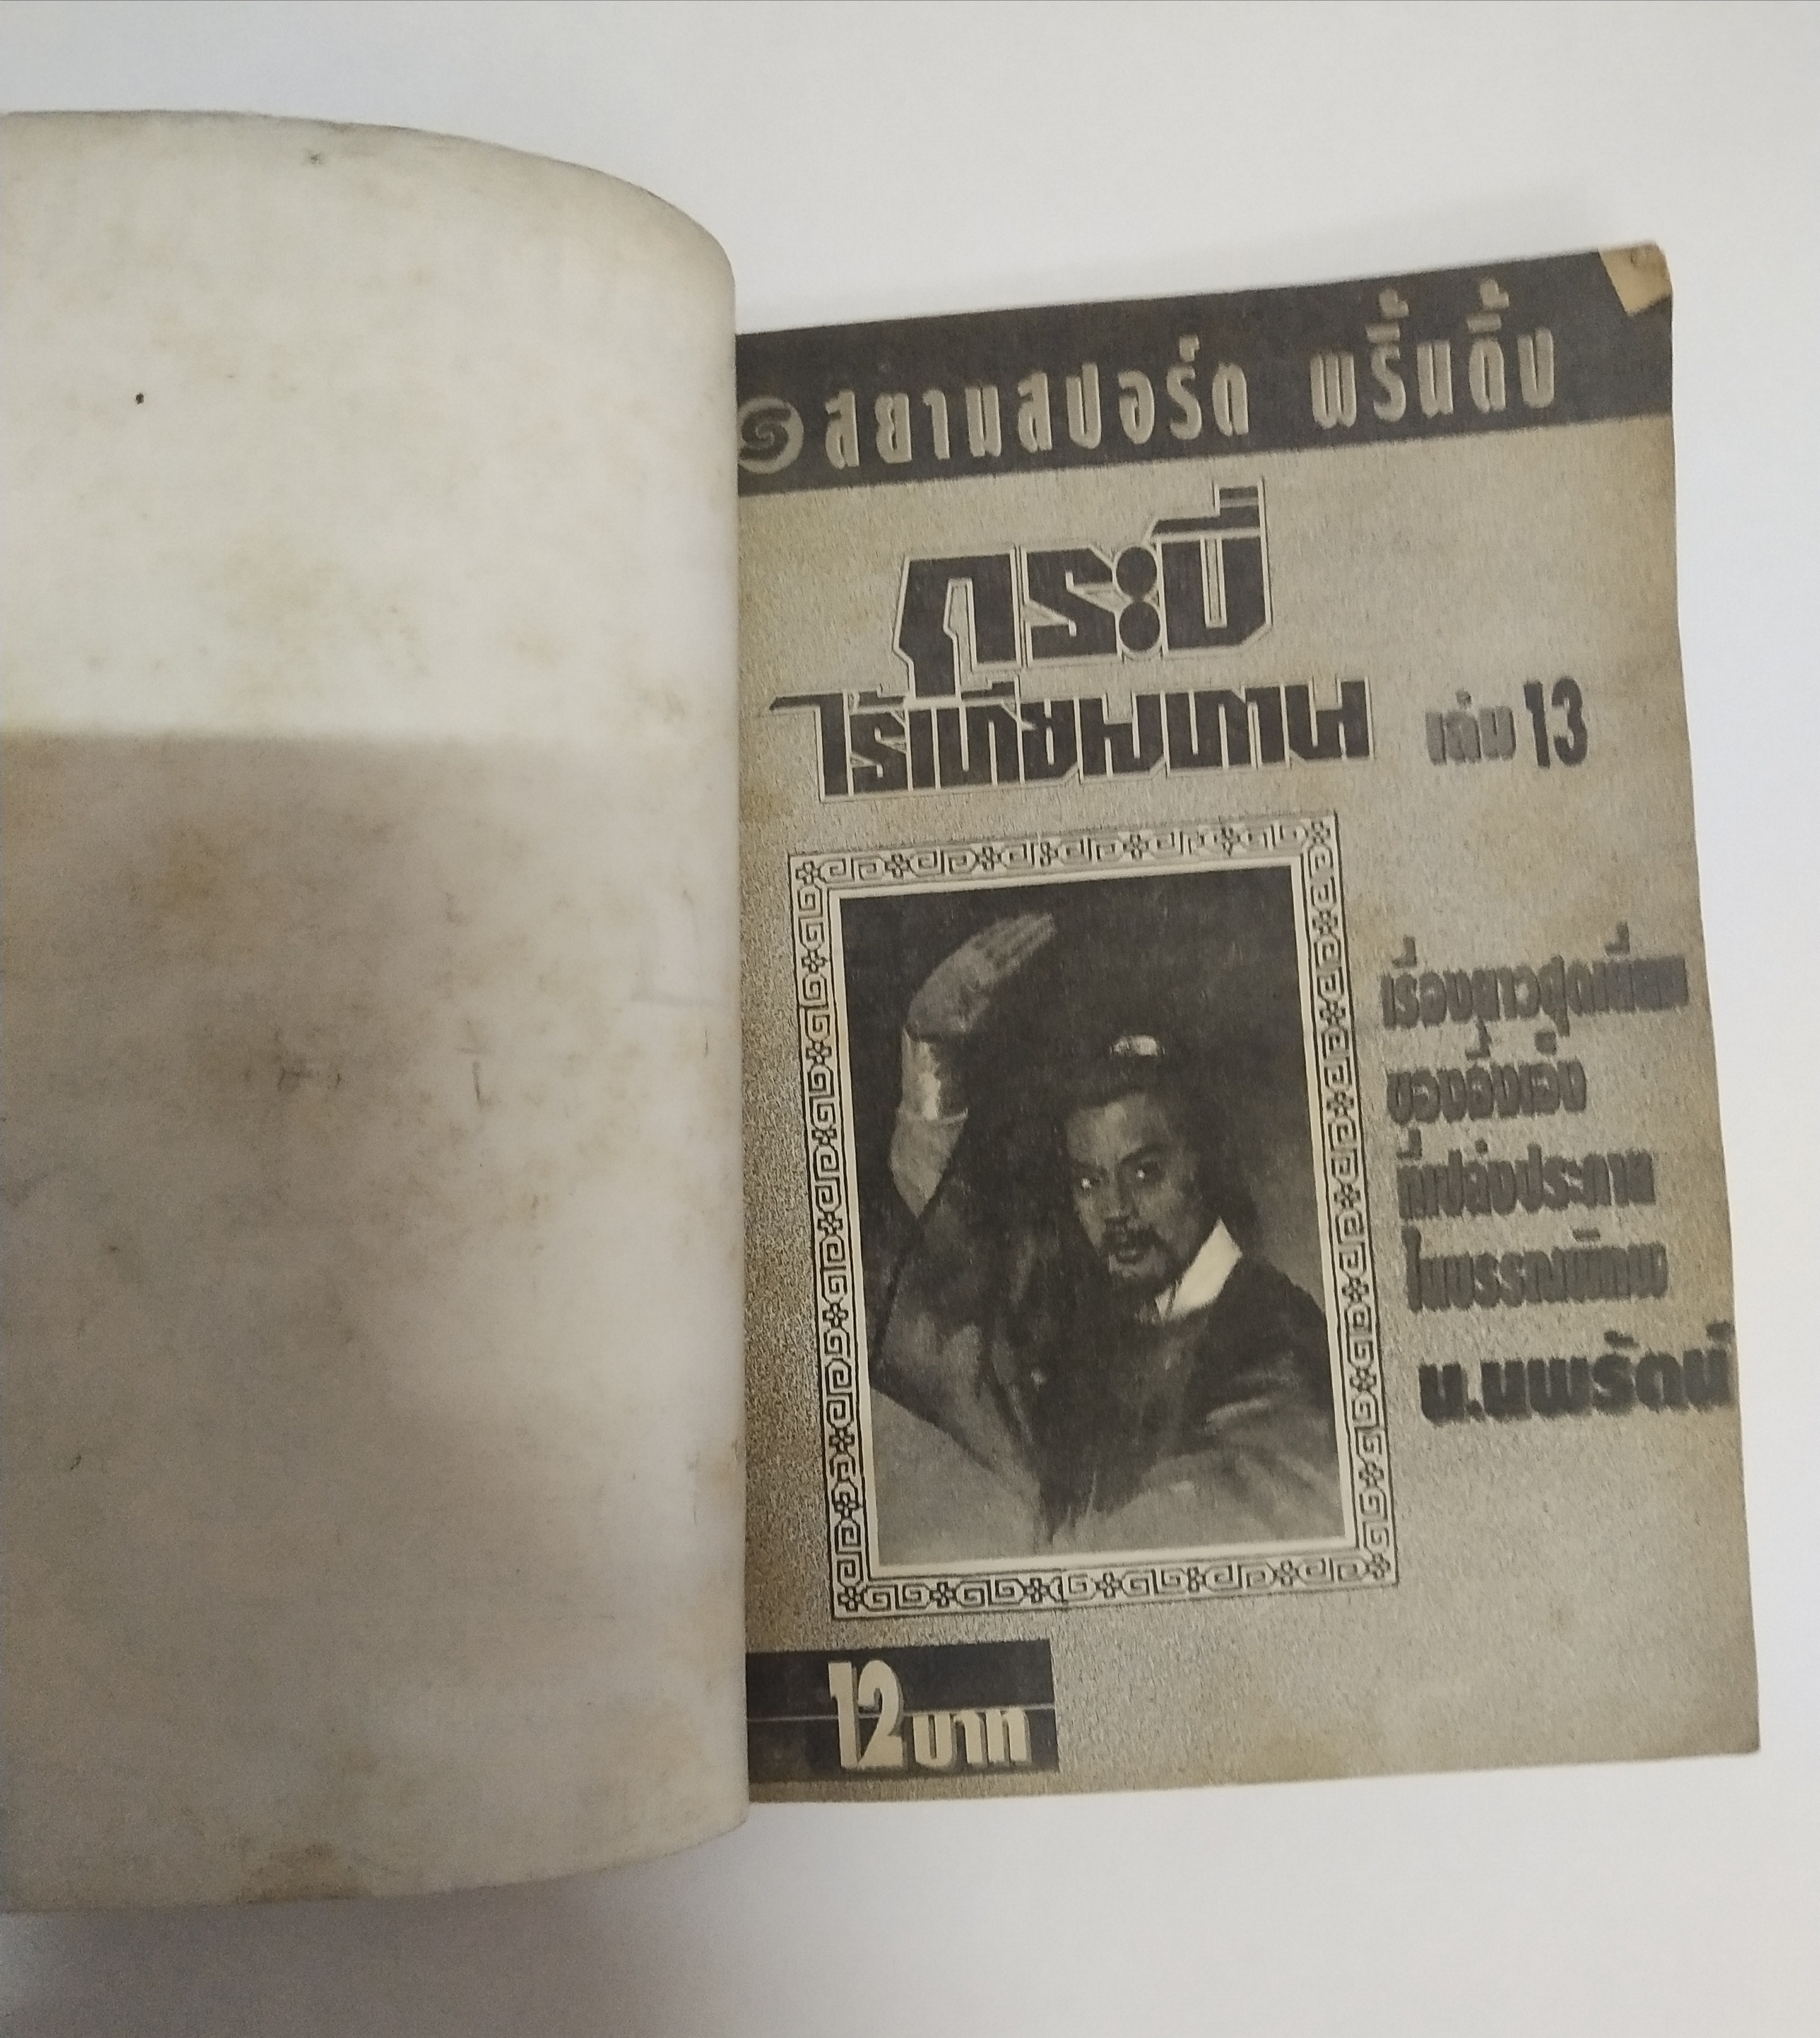 สยามสปอร์ต พริ้นติ้ง
กระบี่
ไร้เทียมทาน เล่ม 13
เรื่องยาวสุดเยี่ยม
ของอึ้งเอ็ง
ที่เปล่งประกาย
ในบรรณพิภพ
น.นพรัตน์
12 บาท